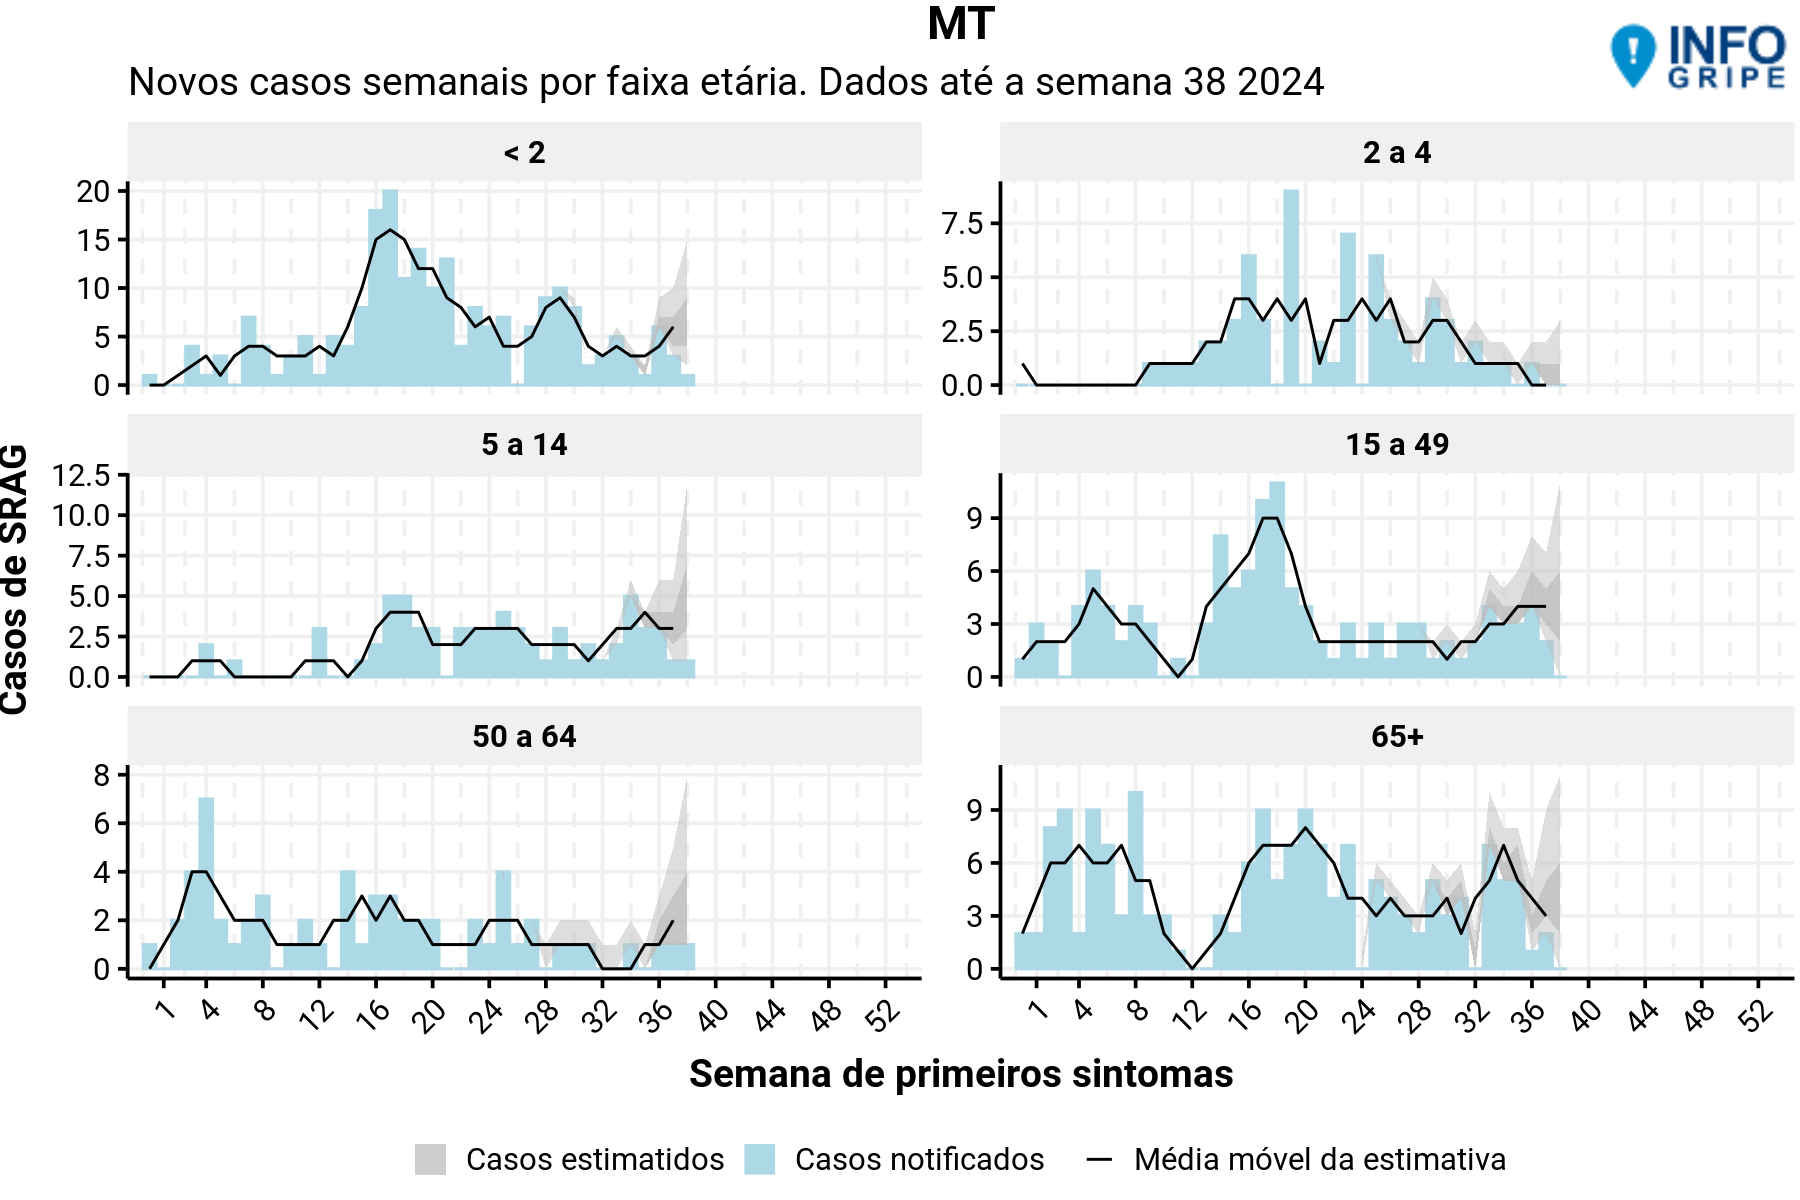 MT
INFO
GRIPE
Novos casos semanais por faixa etária. Dados até a semana 38 2024
< 2
2 a 4
20
15
10
5
0
7.5
5.0
2.5
0.0
5 a 14
15 a 49
12.5
10.0
7.5
5.0
2.5
0.0
9
6
3
0
50 a 64
65+
8
6
4
2
0
9
6
3
0
Casos de SRAG
1 4 8 12 16 20 24 28 32 36 40 44 48 52
1 4 8 12 16 20 24 28 32 36 40 44 48 52
Semana de primeiros sintomas
Casos estimatidos Casos notificados Média móvel da estimativa